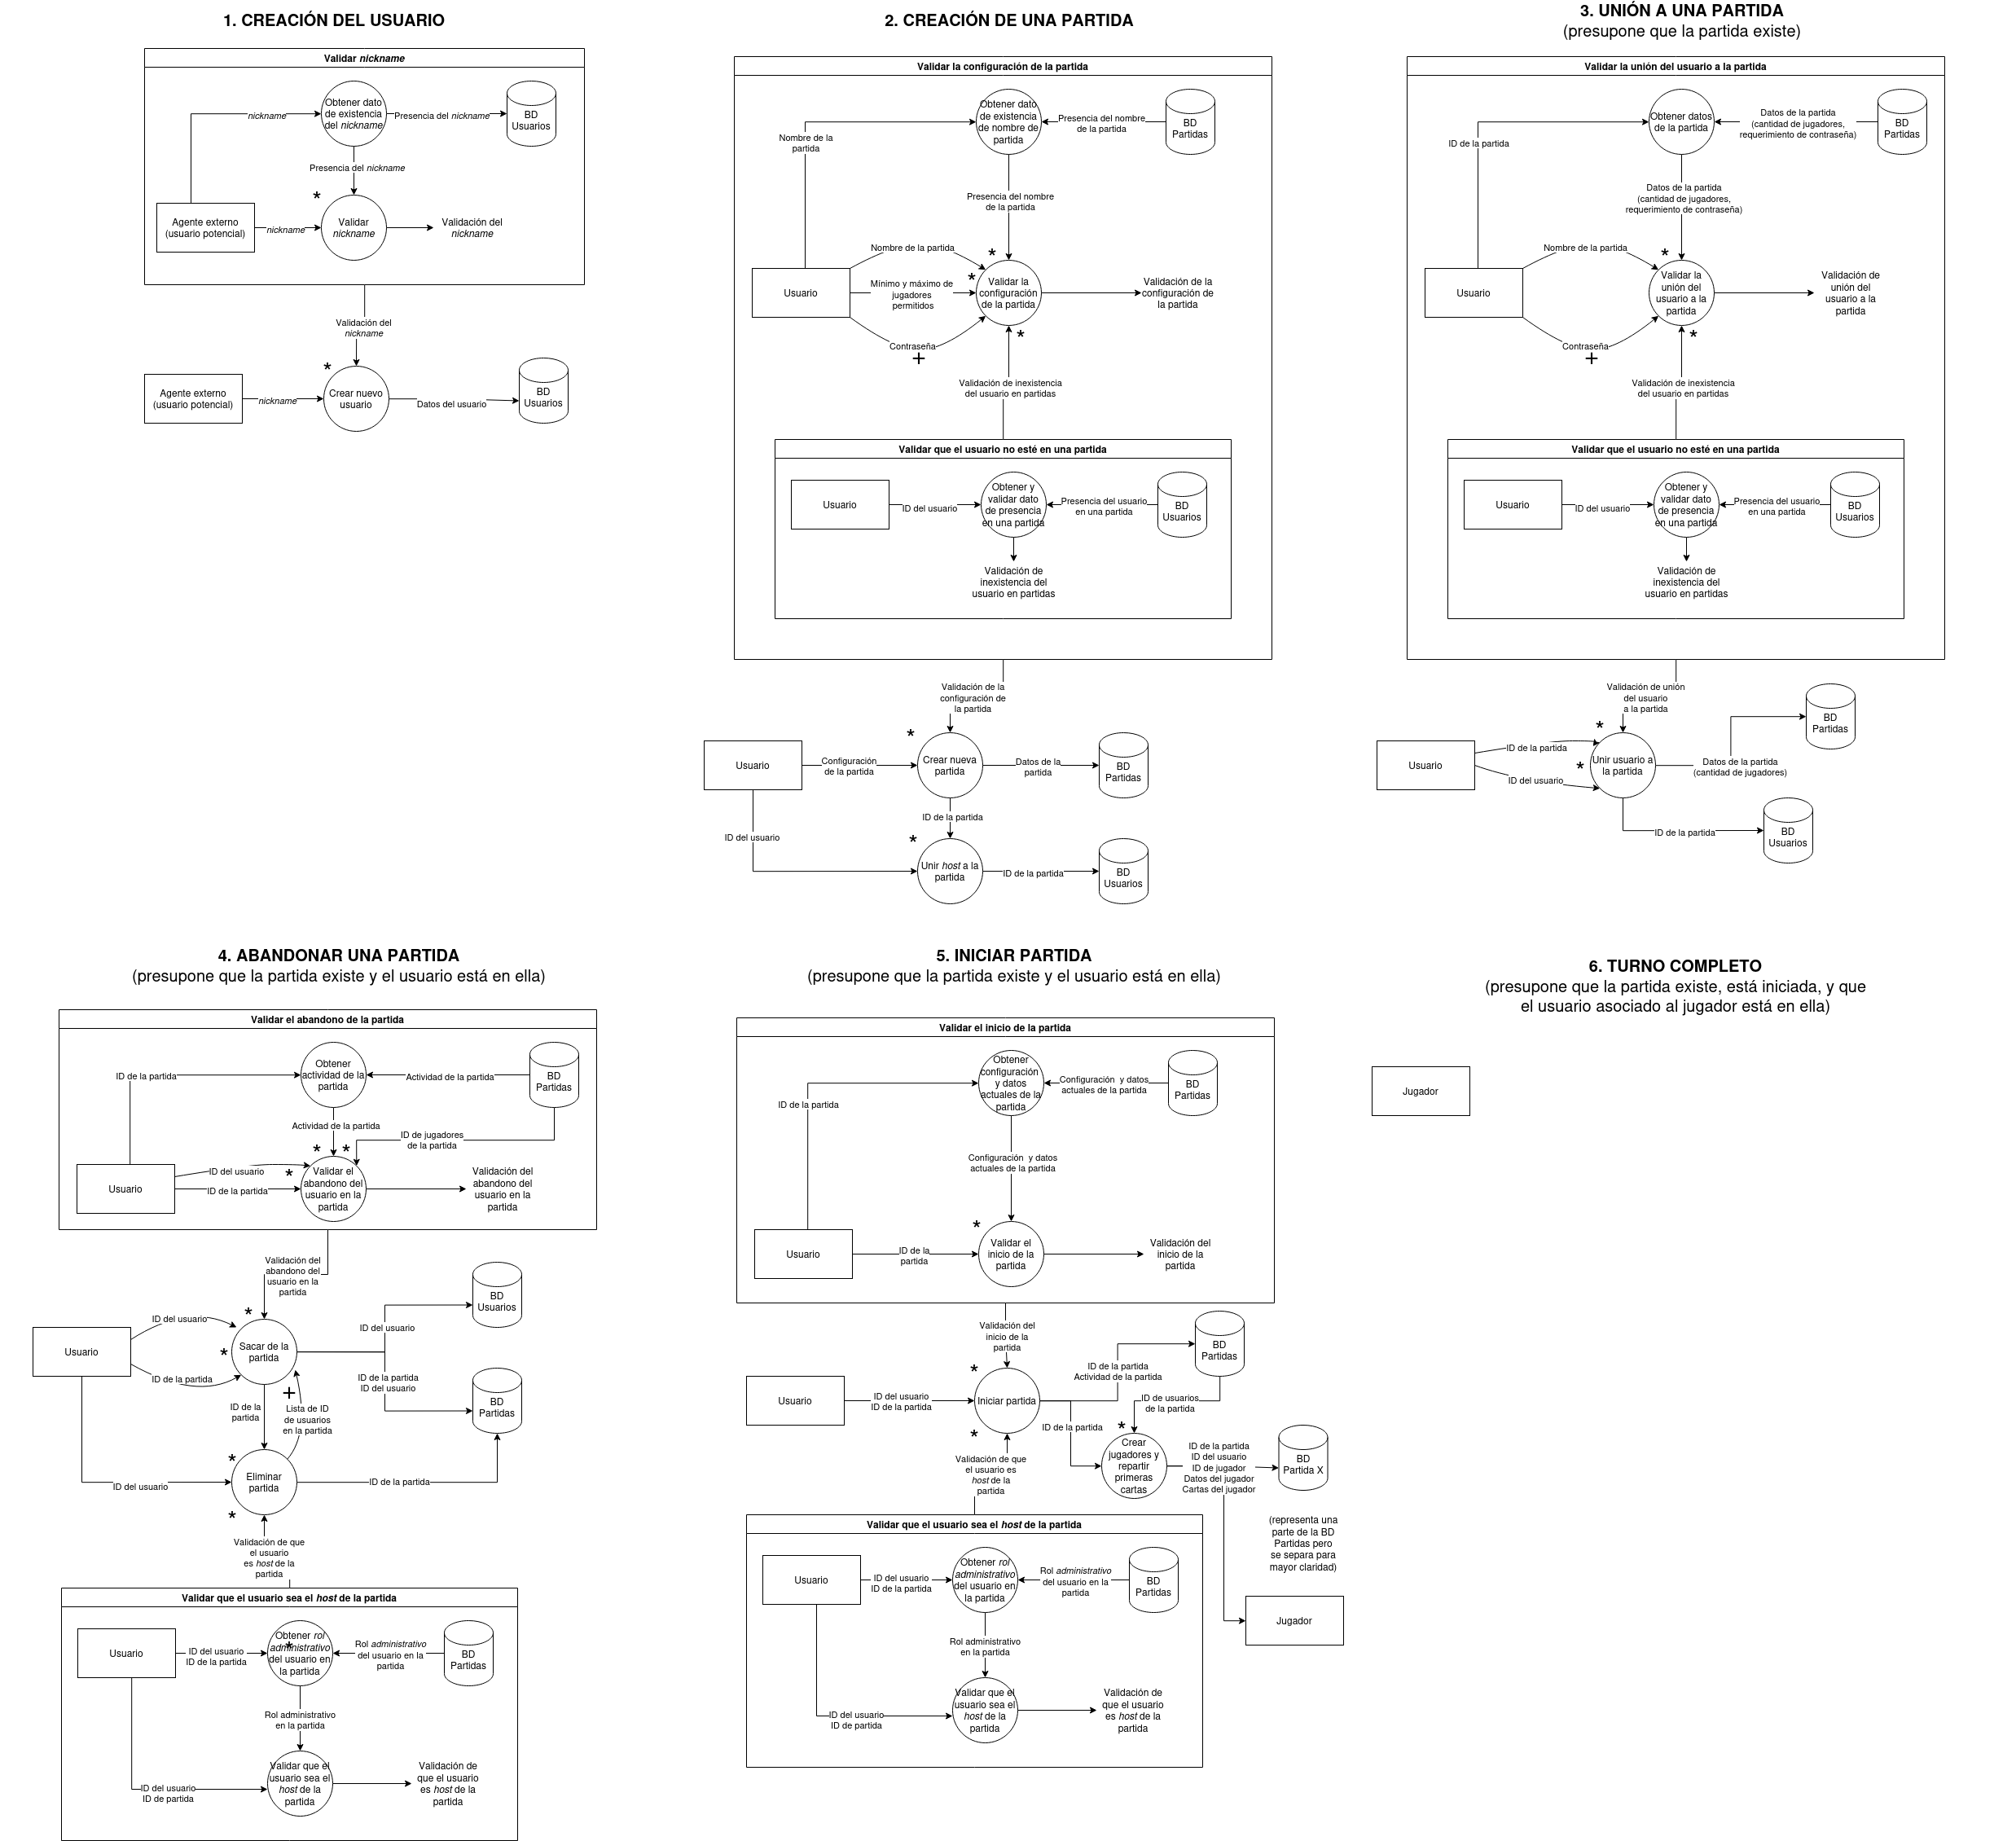 1. CREACIÓN DEL USUARIO
Validar nickname
Obtener dato
de existencia
del nickname
nickname
Presencia del nickname
BD
Usuarios
Presencia del nickname
*
Agente externo
(usuario potencial)
nickname
Validar
nickname
Validación del
nickname
Validación del
nickname
*
Agente externo
(usuario potencial)
nickname
Crear nuevo
usuario
Datos del usuario
BD
Usuarios
2. CREACIÓN DE UNA PARTIDA
Validar la configuración de la partida
Obtener dato
de existencia
de nombre de
partida
Presencia del nombre
de la partida
BD
Partidas
Nombre de la
partida
Presencia del nombre
de la partida
Nombre de la partida
*
*
Usuario
Mínimo y máximo de
jugadores
permitidos
Validar la
configuración
de la partida
Validación de la
configuración de
la partida
Contraseña
+
*
Validación de inexistencia
del usuario en partidas
Validar que el usuario no esté en una partida
Usuario
ID del usuario
Obtener y
validar dato
de presencia
en una partida
Presencia del usuario
en una partida
BD
Usuarios
Validación de
inexistencia del
usuario en partidas
Validación de la
configuración de
la partida
*
Usuario
Configuración
de la partida
Crear nueva
partida
Datos de la
partida
BD
Partidas
ID de la partida
ID del usuario
*
Unir host a la
partida
ID de la partida
BD
Usuarios
3. UNIÓN A UNA PARTIDA
(presupone que la partida existe)
Validar la unión del usuario a la partida
Obtener datos
de la partida
Datos de la partida
(cantidad de jugadores,
requerimiento de contraseña)
BD
Partidas
ID de la partida
Datos de la partida
(cantidad de jugadores,
requerimiento de contraseña)
Nombre de la partida
*
Usuario
Validar la
unión del
usuario a la
partida
Validación de
unión del
usuario a la
partida
Contraseña
+
*
Validación de inexistencia
del usuario en partidas
Validar que el usuario no esté en una partida
Usuario
ID del usuario
Obtener y
validar dato
de presencia
en una partida
Presencia del usuario
en una partida
BD
Usuarios
Validación de
inexistencia del
usuario en partidas
Validación de unión
del usuario
a la partida
*
BD
Partidas
Usuario
ID de la partida
ID del usuario
*
Unir usuario a
la partida
Datos de la partida
(cantidad de jugadores)
ID de la partida
BD
Usuarios
4. ABANDONAR UNA PARTIDA
(presupone que la partida existe y el usuario está en ella)
Validar el abandono de la partida
ID de la partida
Obtener
actividad de la
partida
Actividad de la partida
BD
Partidas
Actividad de la partida
ID de jugadores
de la partida
*
*
*
Usuario
ID del usuario
ID de la partida
Validar el
abandono del
usuario en la
partida
Validación del
abandono del
usuario en la
partida
Validación del
abandono del
usuario en la
partida
BD
Usuarios
*
ID del usuario
ID del usuario
Usuario
*
Sacar de la
partida
ID de la partida
ID de la partida
ID del usuario
BD
Partidas
+
ID de la
partida
Lista de ID
de usuarios
en la partida
*
ID del usuario
Eliminar
partida
ID de la partida
*
Validación de que
el usuario
es host de la
partida
Validar que el usuario sea el host de la partida
Usuario
ID del usuario
ID de la partida
Obtener rol
administrativo
del usuario en
la partida
*
Rol administrativo
del usuario en la
partida
BD
Partidas
Rol administrativo
en la partida
ID del usuario
ID de partida
Validar que el
usuario sea el
host de la
partida
Validación de
que el usuario
es host de la
partida
5. INICIAR PARTIDA
(presupone que la partida existe y el usuario está en ella)
Validar el inicio de la partida
Obtener
configuración
y datos
actuales de la
partida
Configuración y datos
actuales de la partida
BD
Partidas
ID de la partida
Configuración y datos
actuales de la partida
*
Usuario
ID de la
partida
Validar el
inicio de la
partida
Validación del
inicio de la
partida
Validación del
inicio de la
partida
BD
Partidas
*
ID de la partida
Actividad de la partida
Usuario
ID del usuario
ID de la partida
Iniciar partida
ID de usuarios
de la partida
*
ID de la partida
*
Crear
jugadores y
repartir
primeras
cartas
ID de la partida
ID del usuario
ID de jugador
Datos del jugador
Cartas del jugador
BD
Partida X
(representa una
parte de la BD
Partidas pero
se separa para
mayor claridad)
Jugador
Validación de que
el usuario es
host de la
partida
Validar que el usuario sea el host de la partida
Usuario
ID del usuario
ID de la partida
Obtener rol
administrativo
del usuario en
la partida
Rol administrativo
del usuario en la
partida
BD
Partidas
Rol administrativo
en la partida
ID del usuario
ID de partida
Validar que el
usuario sea el
host de la
partida
Validación de
que el usuario
es host de la
partida
6. TURNO COMPLETO
(presupone que la partida existe, está iniciada, y que
el usuario asociado al jugador está en ella)
Jugador